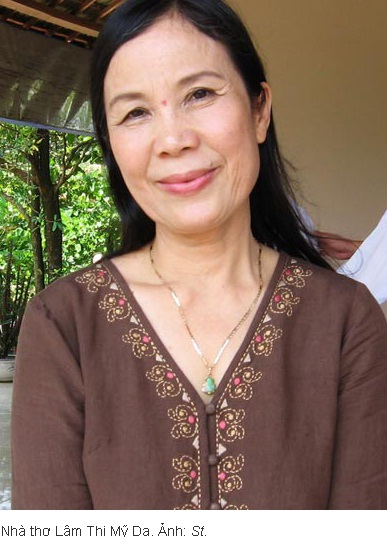 Nhà thơ Lâm Thị Mỹ Dạ. Ảnh: St.